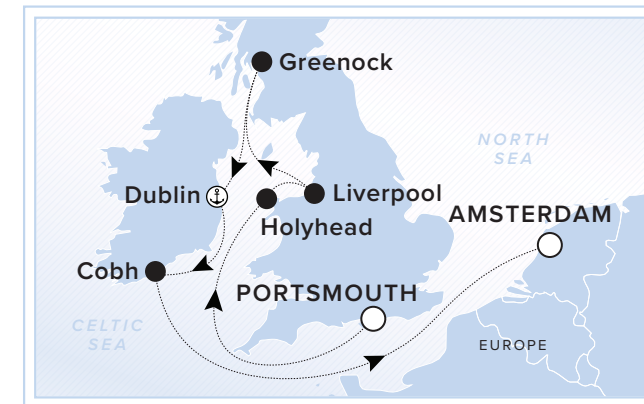 Greenock
NORTH
SEA
Dublin
Liverpool
Holyhead
AMSTERDAM
Cobh
PORTSMOUTH
CELTIC
SEA
EUROPE